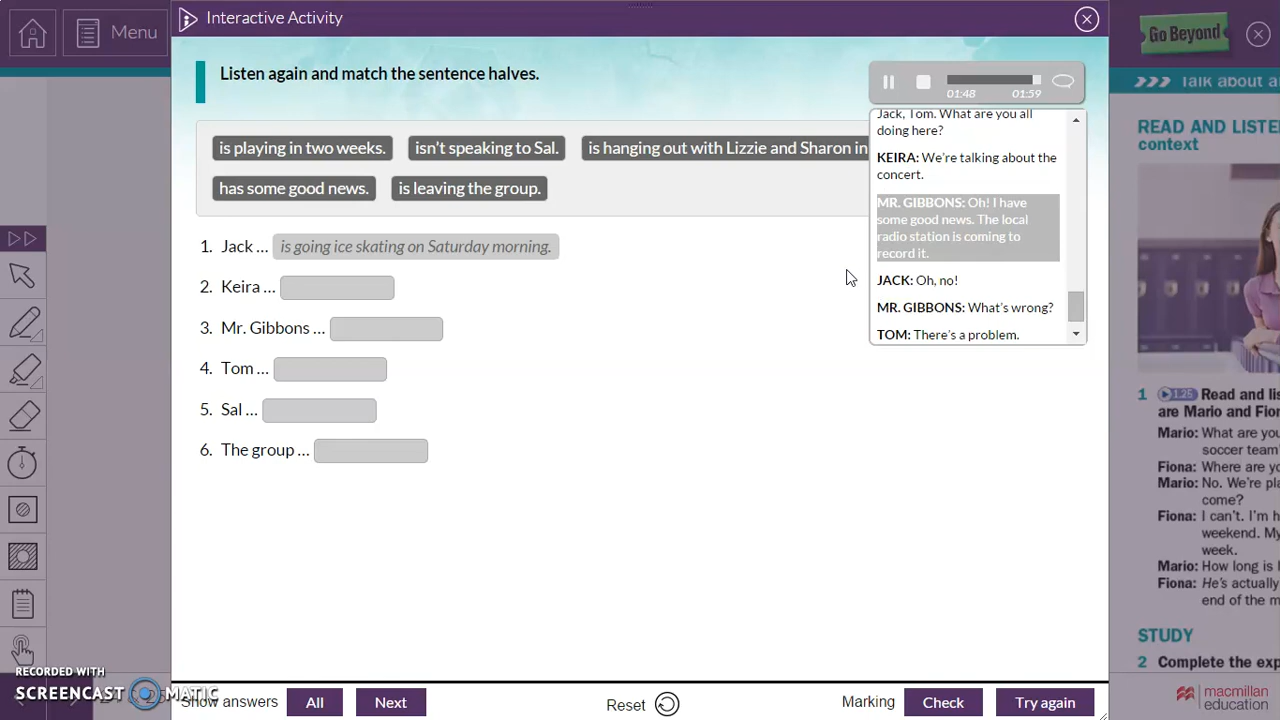 Menu
Interactive Activity
Go Beyond
Listen again and match the sentence halves.
01:48 01:59
is playing in two weeks. isn't speaking to Sal. is hanging out with Lizzie and Sharon in
has some good news. is leaving the group.
1. Jack ... is going ice skating on Saturday morning.
2. Keira ...
3. Mr. Gibbons ...
4. Tom ...
5. Sal ...
6. The group ...
Jack, Tom. What are you all
doing here?
KEIRA: We're talking about the
concert.
MR. GIBBONS: Oh! I have
some good news. The local
radio station is coming to
record it.
JACK: Oh, no!
MR. GIBBONS: What's wrong?
TOM: There's a problem.
Talk about
READ AND LISTE
context
1 1.25 Read and lis
are Mario and Fion
Mario: What are you
soccer team
Fiona: Where are yo
Mario: No. We're pla
come?
Fiona: I can't. I'm h
weekend. My
week.
Mario: How long is
Fiona: He's actually
end of the m
STUDY
2 Complete the exp
macmillan
education
RECORDED WITH
SCREENCAST MATIC
Show answers All Next Reset Marking Check Try again